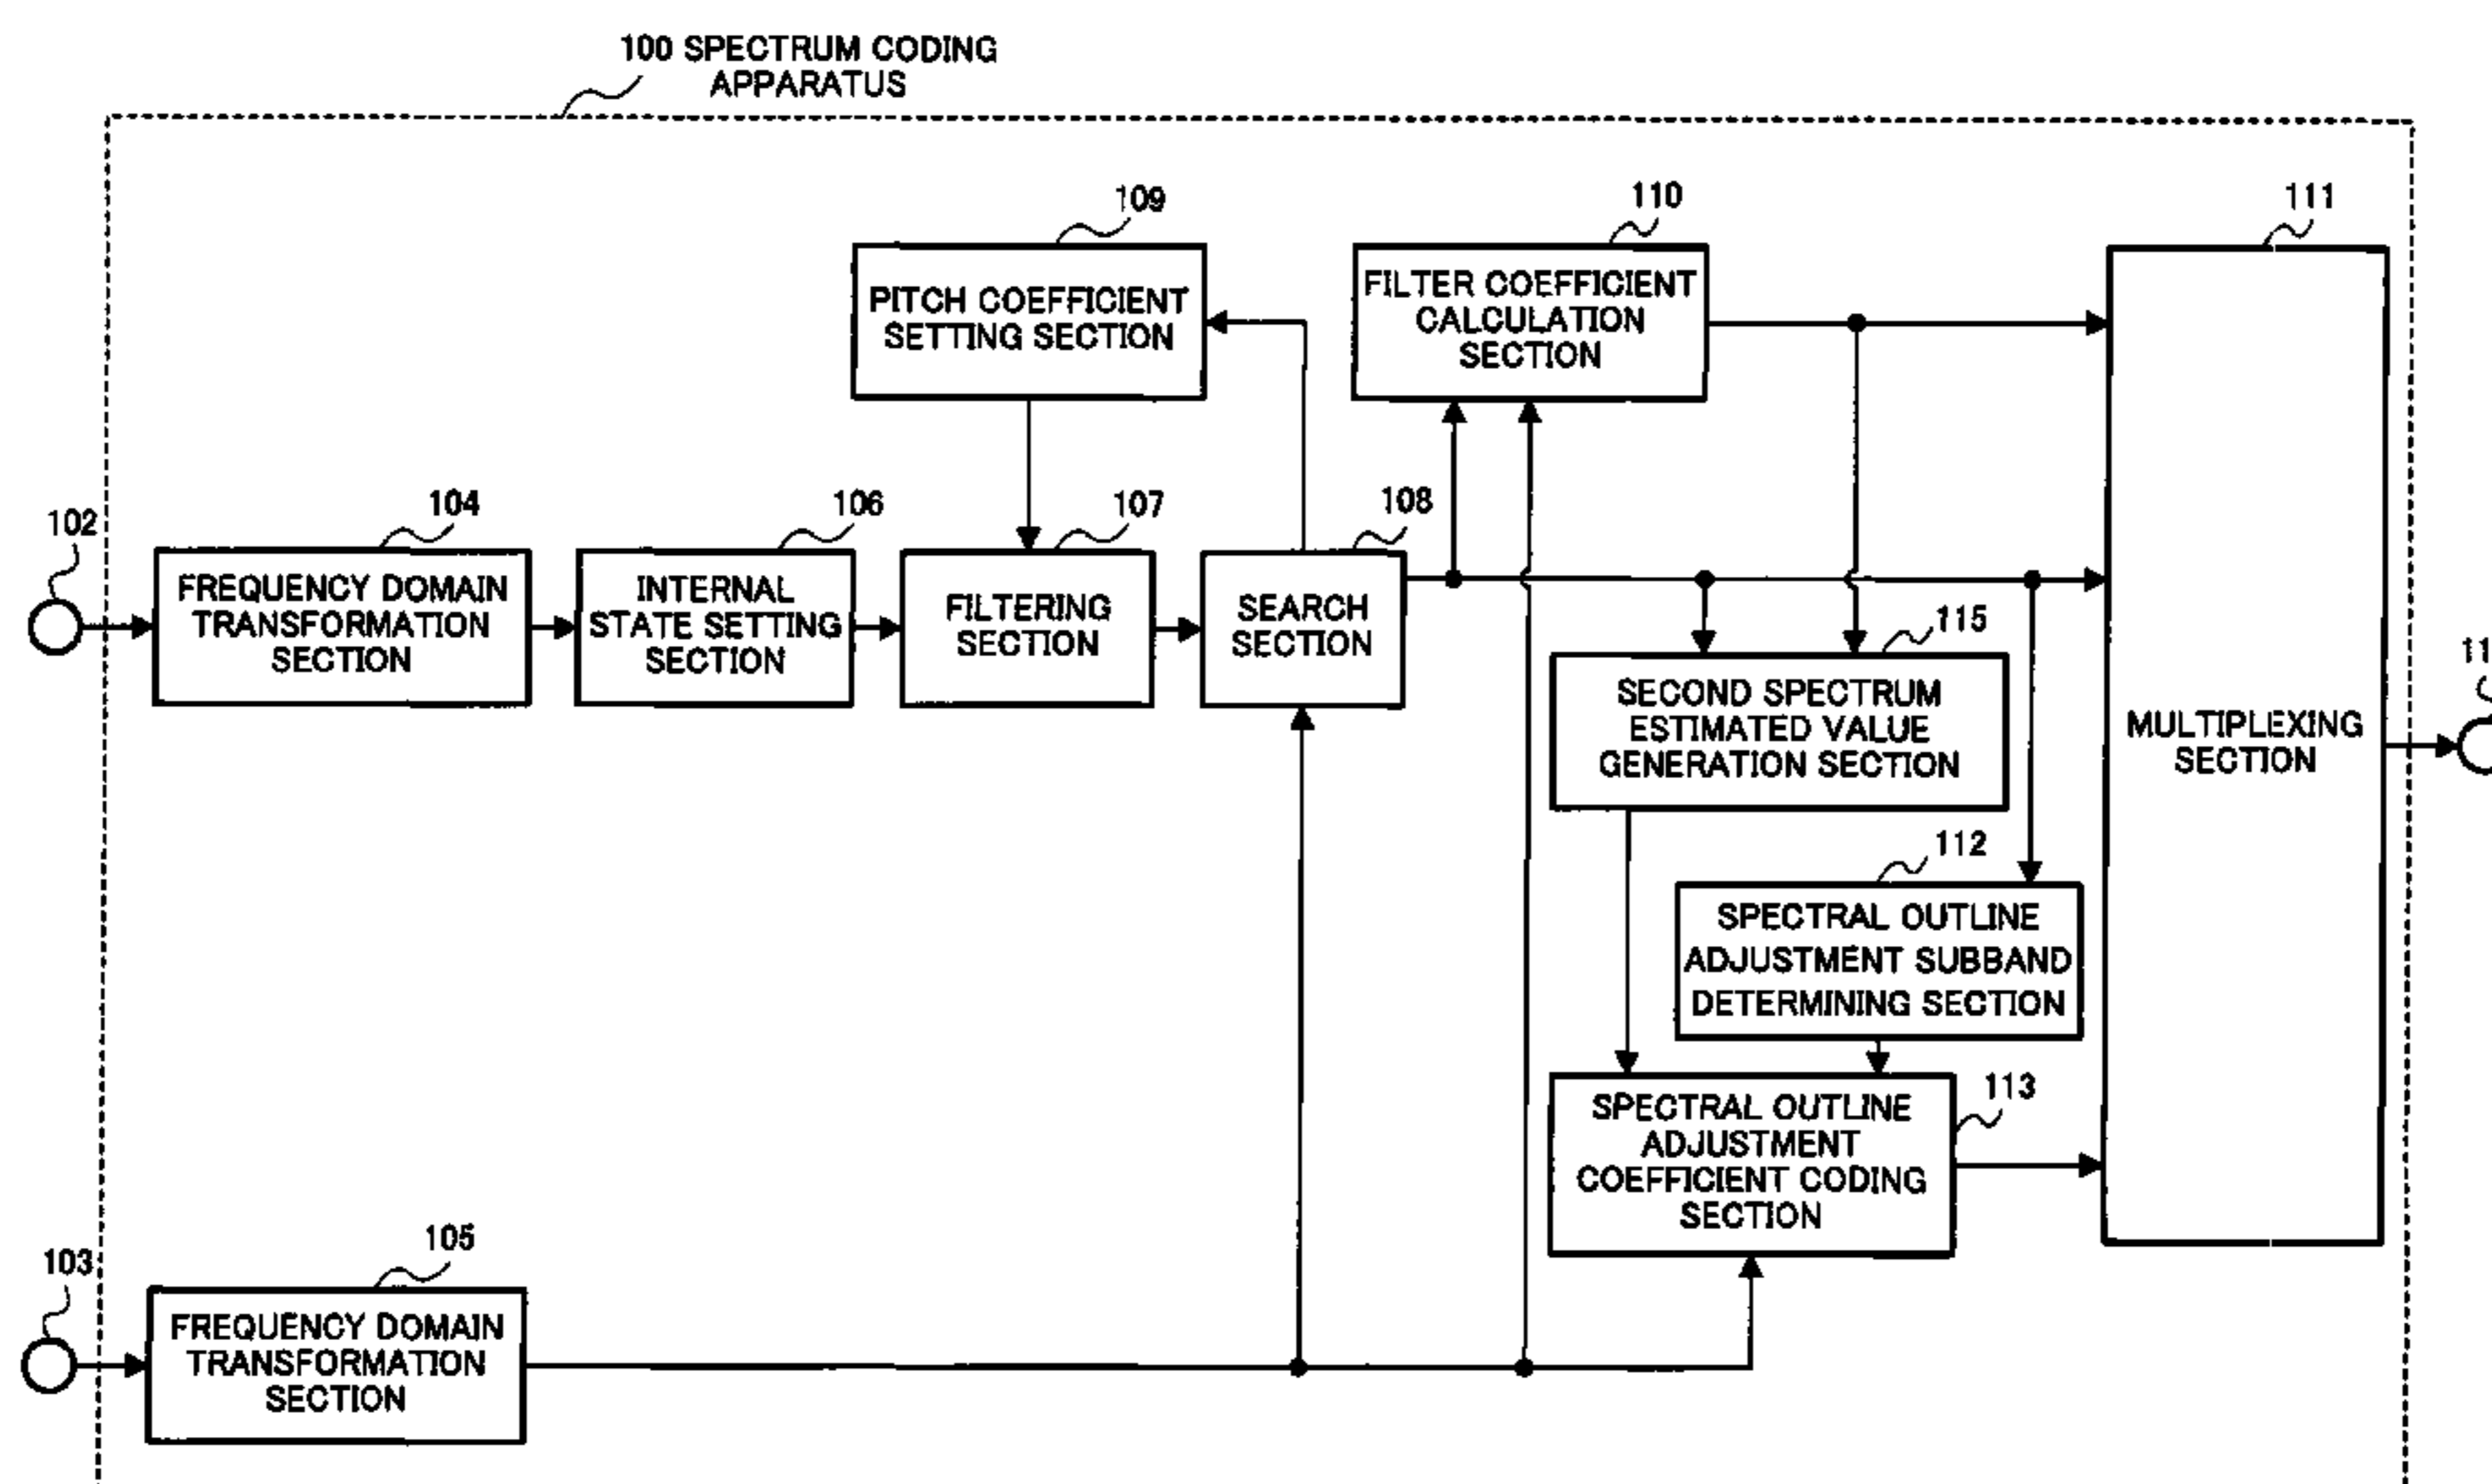 100 SPECTRUM CODING
APPARATUS
109
110
111
PITCH COEFFICIENT
SETTING SECTION
FILTER COEFFICIENT
CALCULATION
SECTION
102
104
106
107
108
FREQUENCY DOMAIN
TRANSFORMATION
SECTION
INTERNAL
STATE SETTING
SECTION
FILTERING
SECTION
SEARCH
SECTION
115
SECOND SPECTRUM
ESTIMATED VALUE
GENERATION SECTION
MULTIPLEXING
SECTION
112
SPECTRAL OUTLINE
ADJUSTMENT SUBBAND
DETERMINING SECTION
113
SPECTRAL OUTLINE
ADJUSTMENT
COEFFICIENT CODING
SECTION
103
105
FREQUENCY DOMAIN
TRANSFORMATION
SECTION